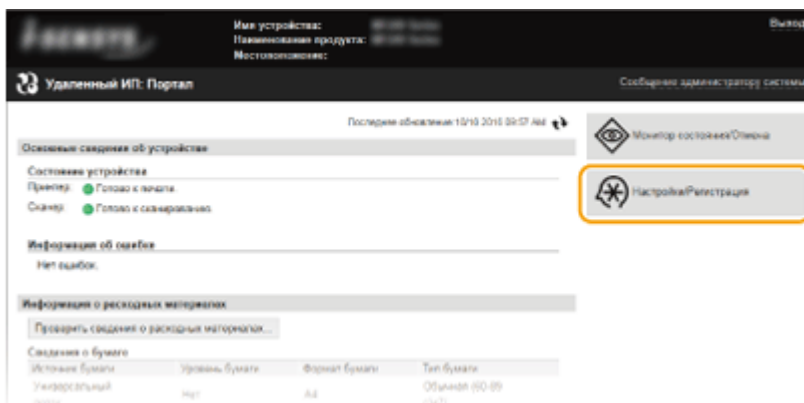 Имя устройства:
Наименование продукта:
Местоположение:
Выход
Удаленный ИП: Портал
Сообщение администратору системы
Последнее обновление:10/10 2016 09:57 AM
Основные сведения об устройстве
Состояние устройства
Принтер: Готово к печати.
Сканер: Готово к сканированию.
Информация об ошибке
Нет ошибок.
Информация о расходных материалах
Проверить сведения о расходных материалах...
Сведения о бумаге
Источник бумаги Уровень бумаги Формат бумаги Тип бумаги
Универсальный Нет A4 Обычная (60-89
Монитор состояния/Отмена
Настройки/Регистрация